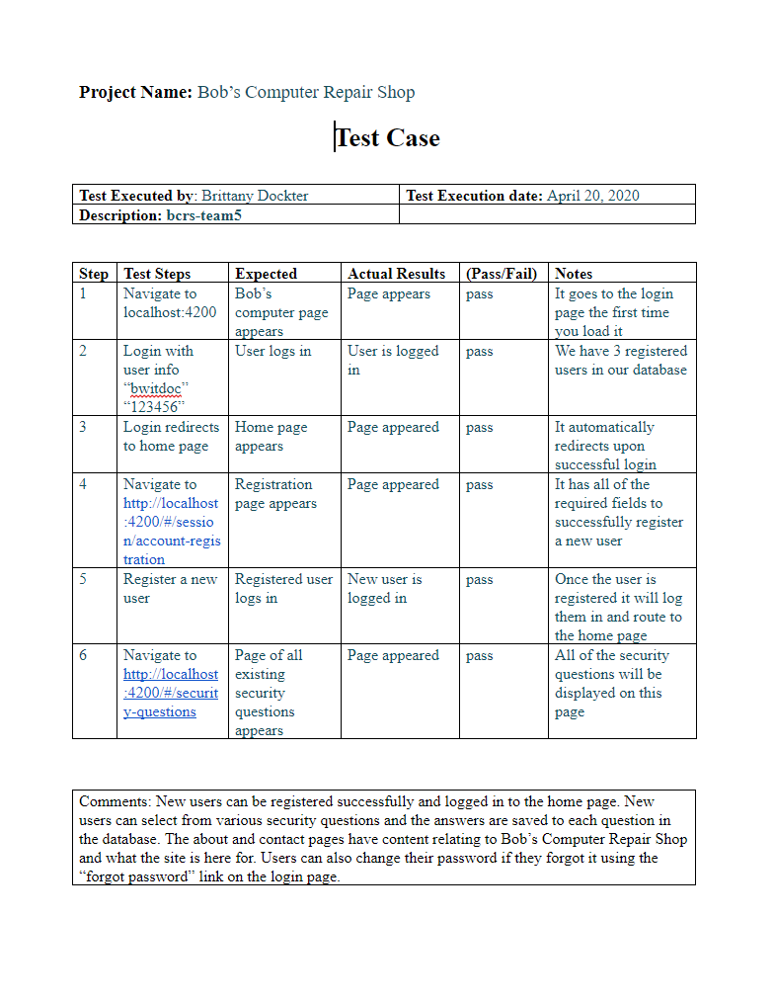 Project Name: Bob’s Computer Repair Shop
Test Case
Test Executed by: Brittany Dockter
Test Execution date: April 20, 2020
Description: bcrs-team5
Step
Test Steps
Expected
Actual Results
(Pass/Fail)
Notes
1
Navigate to
localhost:4200
Bob’s
computer page
appears
Page appears
pass
It goes to the login
page the first time
you load it
2
Login with
user info
“bwitdoc”
“123456”
User logs in
User is logged
in
pass
We have 3 registered
users in our database
3
Login redirects
to home page
Home page
appears
Page appeared
pass
It automatically
redirects upon
successful login
4
Navigate to
http://localhost
:4200/#/sessio
n/account-regis
tration
Registration
page appears
Page appeared
pass
It has all of the
required fields to
successfully register
a new user
5
Register a new
user
Registered user
logs in
New user is
logged in
pass
Once the user is
registered it will log
them in and route to
the home page
6
Navigate to
http://localhost
:4200/#/securit
y-questions
Page of all
existing
security
questions
appears
Page appeared
pass
All of the security
questions will be
displayed on this
page
Comments: New users can be registered successfully and logged in to the home page. New
users can select from various security questions and the answers are saved to each question in
the database. The about and contact pages have content relating to Bob’s Computer Repair Shop
and what the site is here for. Users can also change their password if they forgot it using the
“forgot password” link on the login page.